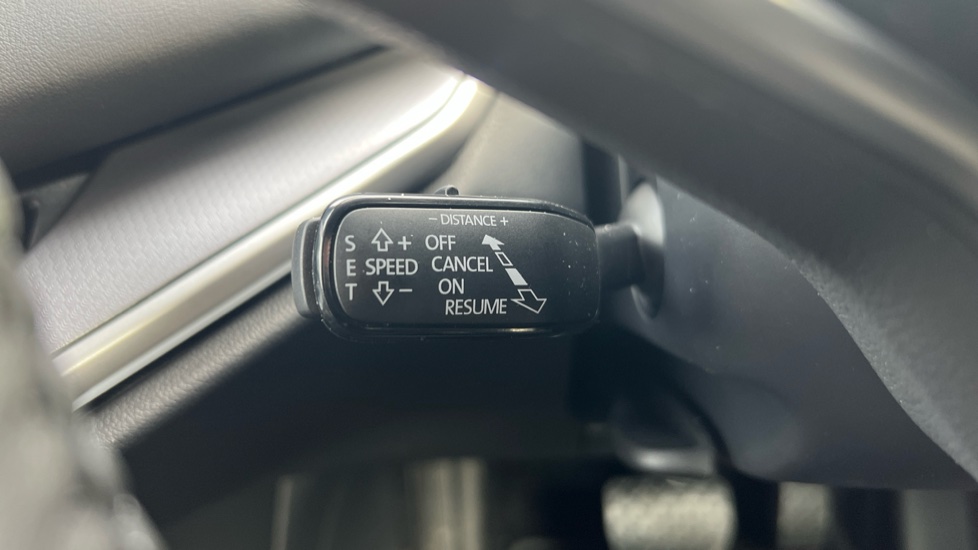 − DISTANCE +
S + OFF
E SPEED CANCEL
T − ON
RESUME